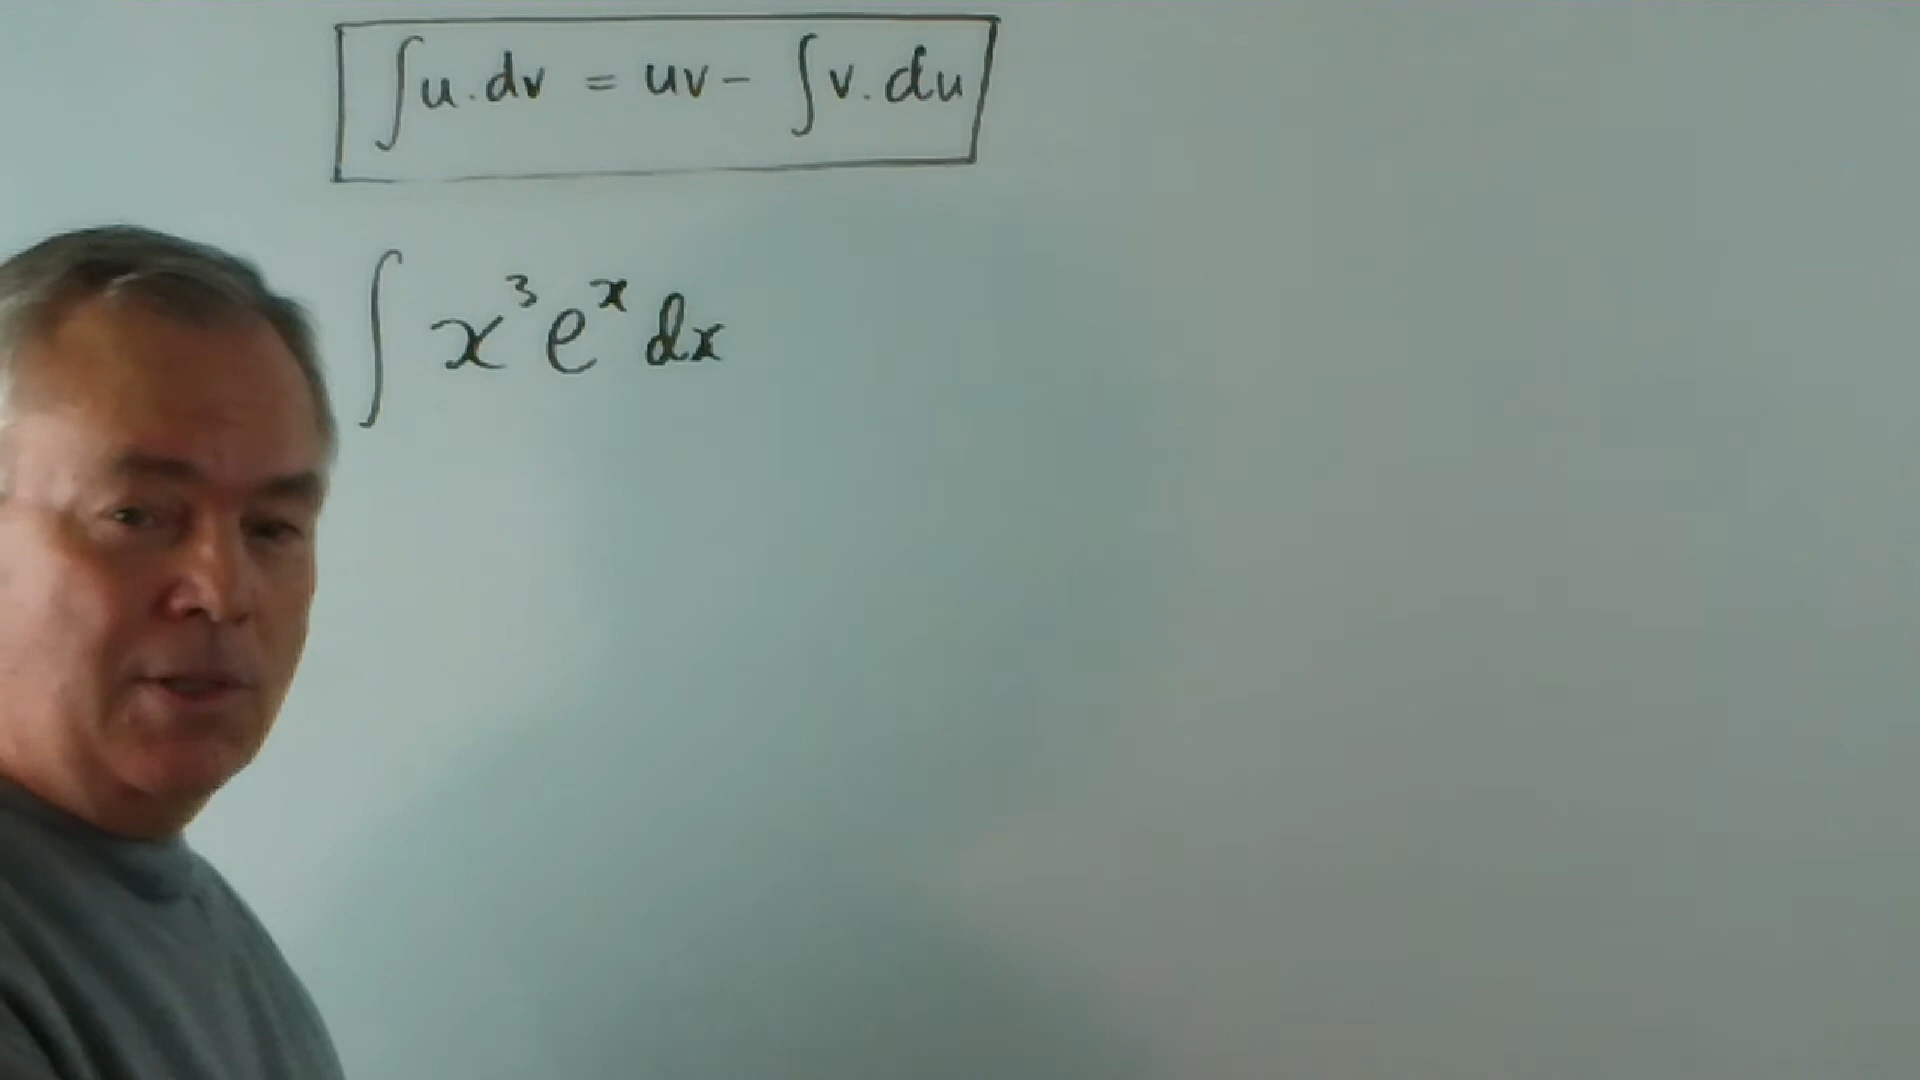 ∫u.dv = uv - ∫v.du
∫x³eˣdx